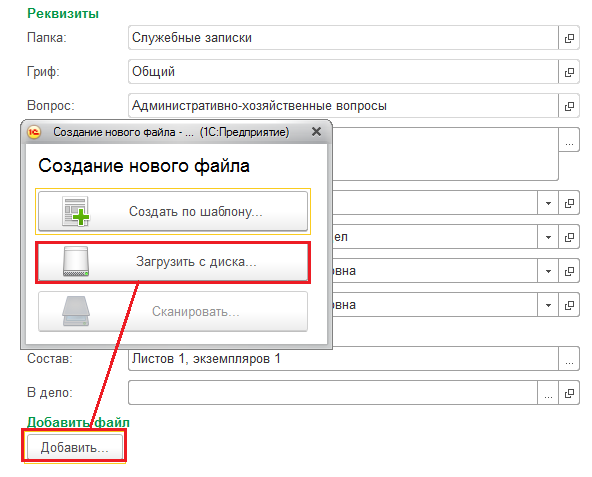 Реквизиты
Папка: Служебные записки
Гриф: Общий
Вопрос: Административно-хозяйственные вопросы
1С Создание нового файла - ... (1С:Предприятие)
...
Создание нового файла
Создать по шаблону...
ел
Загрузить с диска...
вна
вна
Сканировать...
Состав: Листов 1, экземпляров 1 ...
В дело: ...
Добавить файл
Добавить...